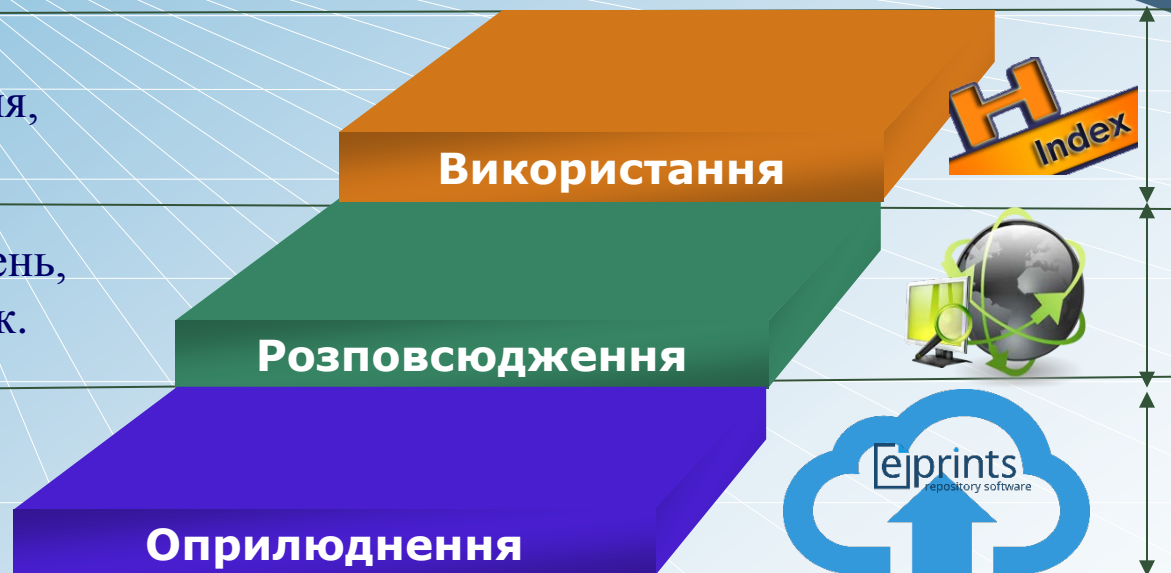 Використання
H
Index
Розповсюдження
к.
eprints
repository software
Оприлюднення